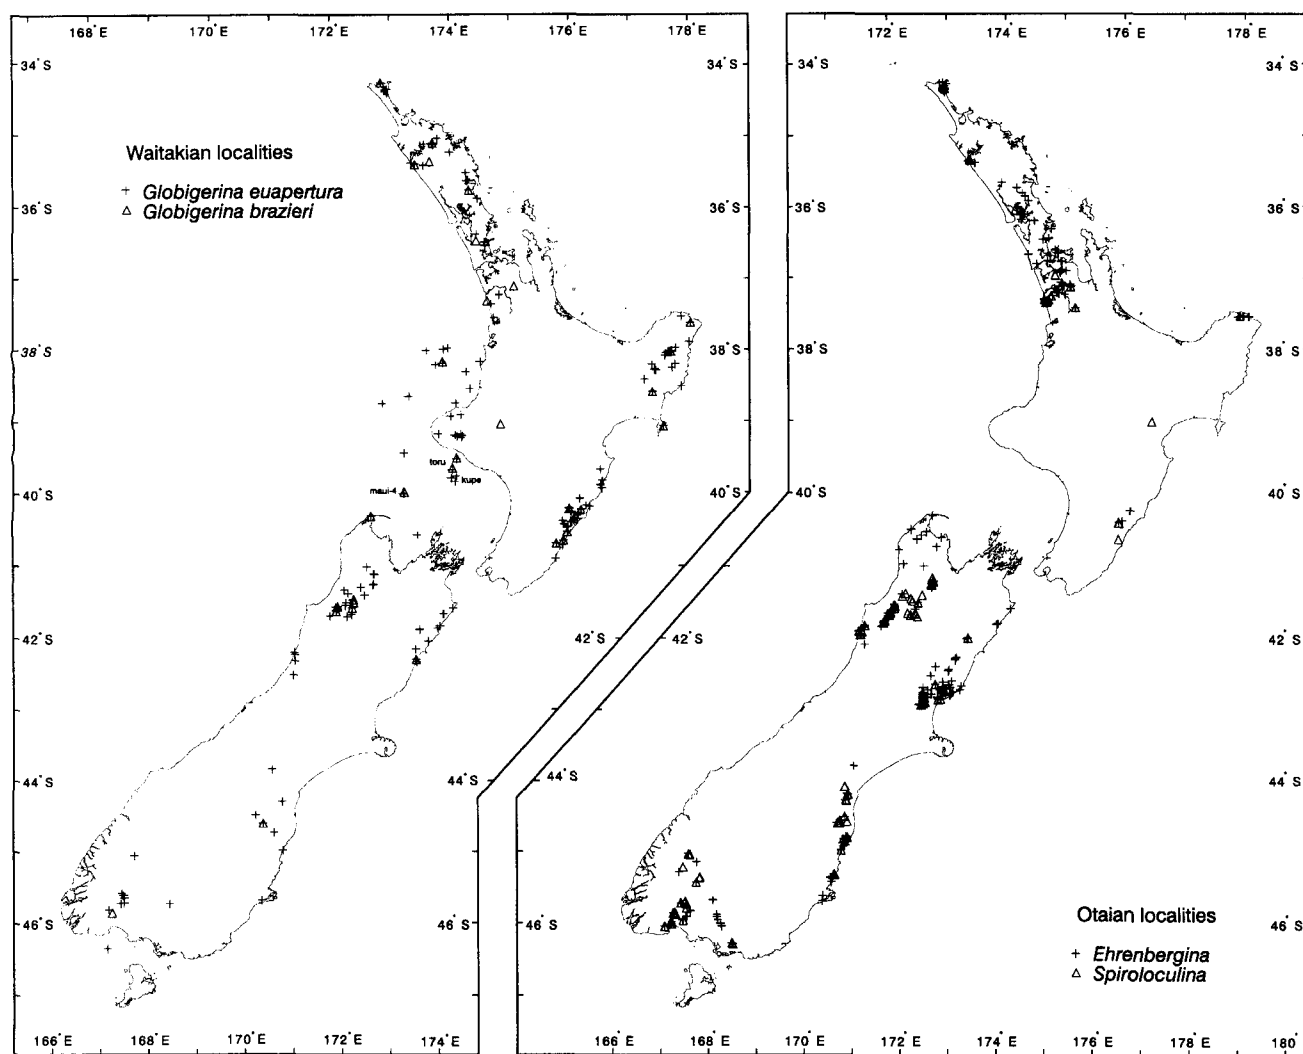 168°E 170°E 172°E 174°E 176°E 178°E
172°E 174°E 176°E 178°E
34°S 34°S 34°S
Waitakian localities
+ Globigerina euapertura
△ Globigerina brazieri
36°S 36°S 36°S 36°S
38°S 38°S 38°S 38°S
toru
kupe
maui-4
40°S 40°S 40°S 40°S
42°S 42°S 42°S 42°S
44°S 44°S 44°S 44°S
Otaian localities
+ Ehrenbergina
△ Spiroloculina
46°S 46°S 46°S
166°E 168°E 170°E 172°E 174°E
166°E 168°E 170°E 172°E 174°E 176°E 178°E 180°